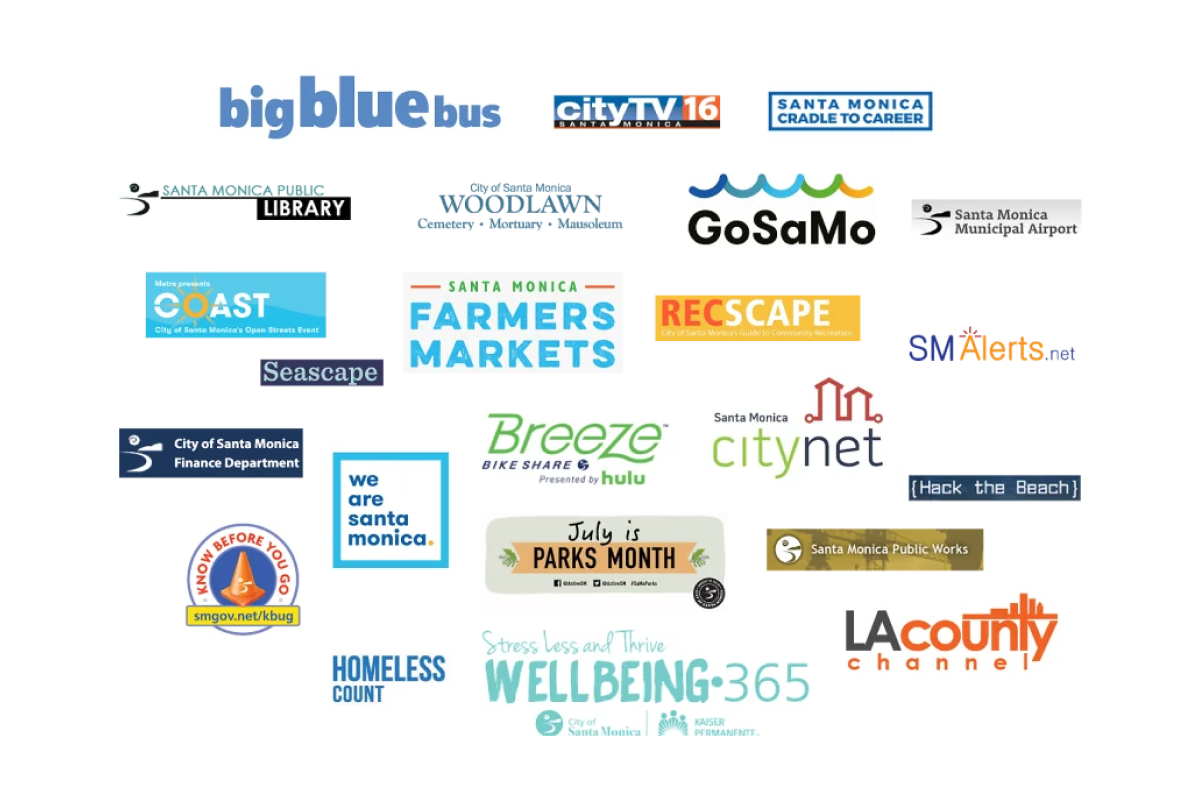 big blue bus
cityTV 16
SANTA MONICA
SANTA MONICA
CRADLE TO CAREER
SANTA MONICA PUBLIC
LIBRARY
City of Santa Monica
WOODLAWN
Cemetery • Mortuary • Mausoleum
GoSaMo
Santa Monica
Municipal Airport
Metro presents
COAST
City of Santa Monica's Open Streets Event
SANTA MONICA
FARMERS
MARKETS
RECSCAPE
City of Santa Monica's Guide to Community Recreation
SMAlerts.net
Seascape
City of Santa Monica
Finance Department
we
are
santa
monica.
Breeze™
BIKE SHARE
Presented by hulu
Santa Monica
citynet
{Hack the Beach}
KNOW BEFORE YOU GO
smgov.net/kbug
July is
PARKS MONTH
@ActiveSM @ActiveSM #SaMoParks
Santa Monica Public Works
LAcounty
channel
HOMELESS
COUNT
Stress Less and Thrive
WELLBEING•365
City of
Santa Monica
KAISER
PERMANENTE